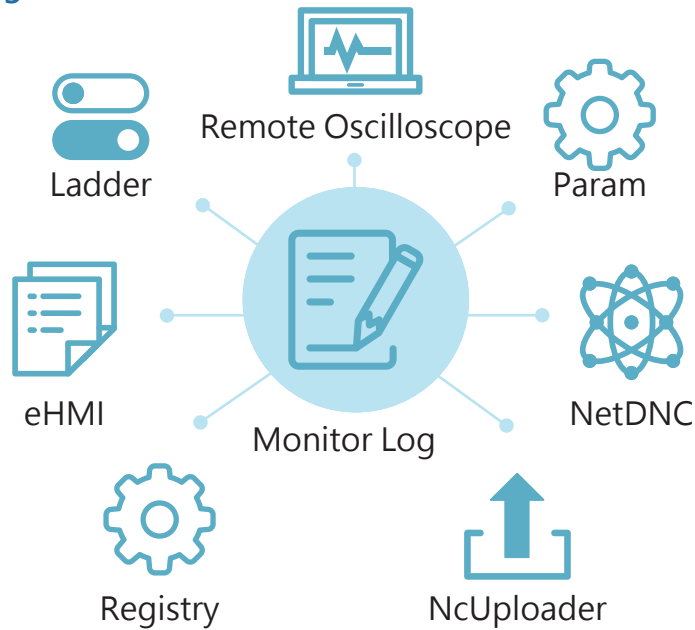 Remote Oscilloscope
Ladder
Param
eHMI
NetDNC
Monitor Log
Registry
NcUploader